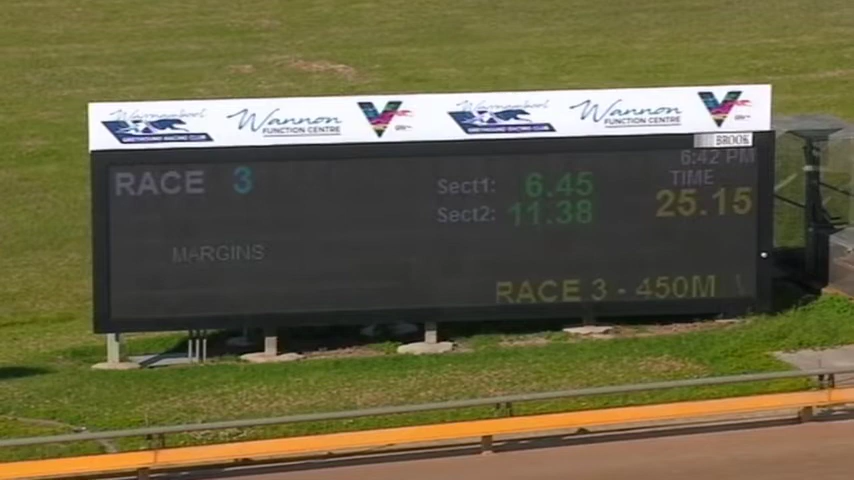 Warrnambool
GREYHOUND RACING CLUB
Wannon
FUNCTION CENTRE
V
Warrnambool
GREYHOUND RACING CLUB
Wannon
FUNCTION CENTRE
V
BROOK
6:42 PM
RACE 3
Sect1: 6.45
TIME
Sect2: 11.38
25.15
MARGINS
RACE 3 - 450M